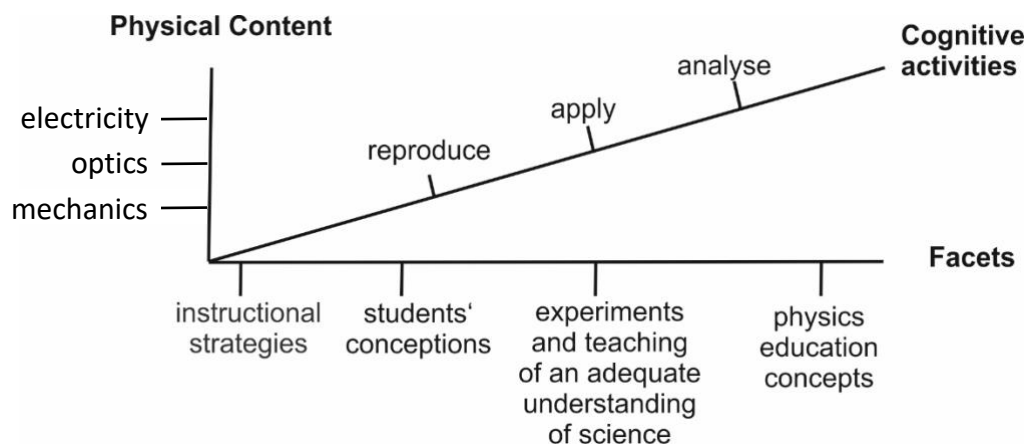 Physical Content
Cognitive
activities
analyse
electricity
apply
reproduce
optics
mechanics
Facets
instructional
strategies
students‘
conceptions
experiments
and teaching
of an adequate
understanding
of science
physics
education
concepts